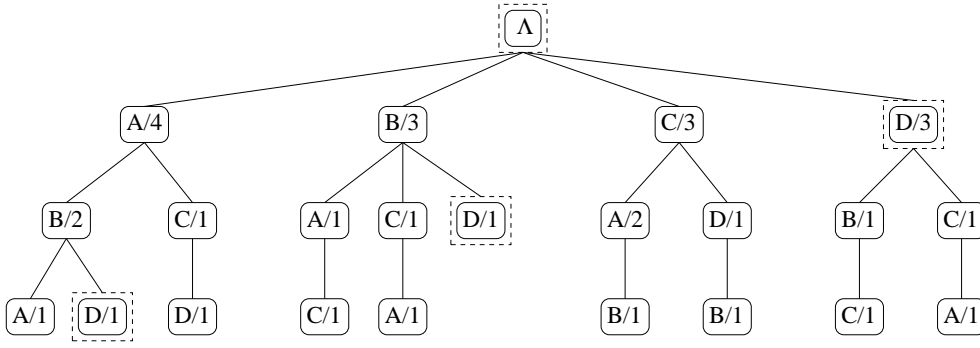 Λ
A/4 B/3 C/3 D/3
B/2 C/1 A/1 C/1 D/1 A/2 D/1 B/1 C/1
A/1 D/1 D/1 C/1 A/1 B/1 B/1 C/1 A/1